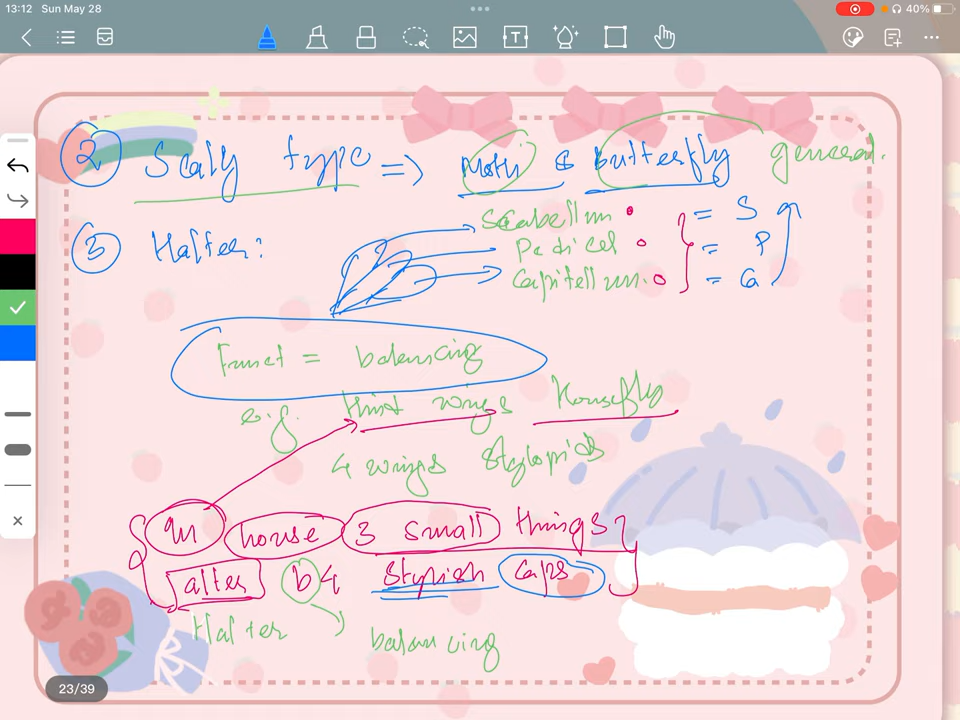 13:12 Sun May 28
40%
② Scaly type => Moth & butterfly general.
③ Halter:
Scabellum = S
Pedicel = P
Capitellum = Ca
Funct = balancing
e.g. Hind wings Housefly
4 wings Stylopids
In house 3 small things
alter b4 Stylish Caps
Halter balancing
23/39